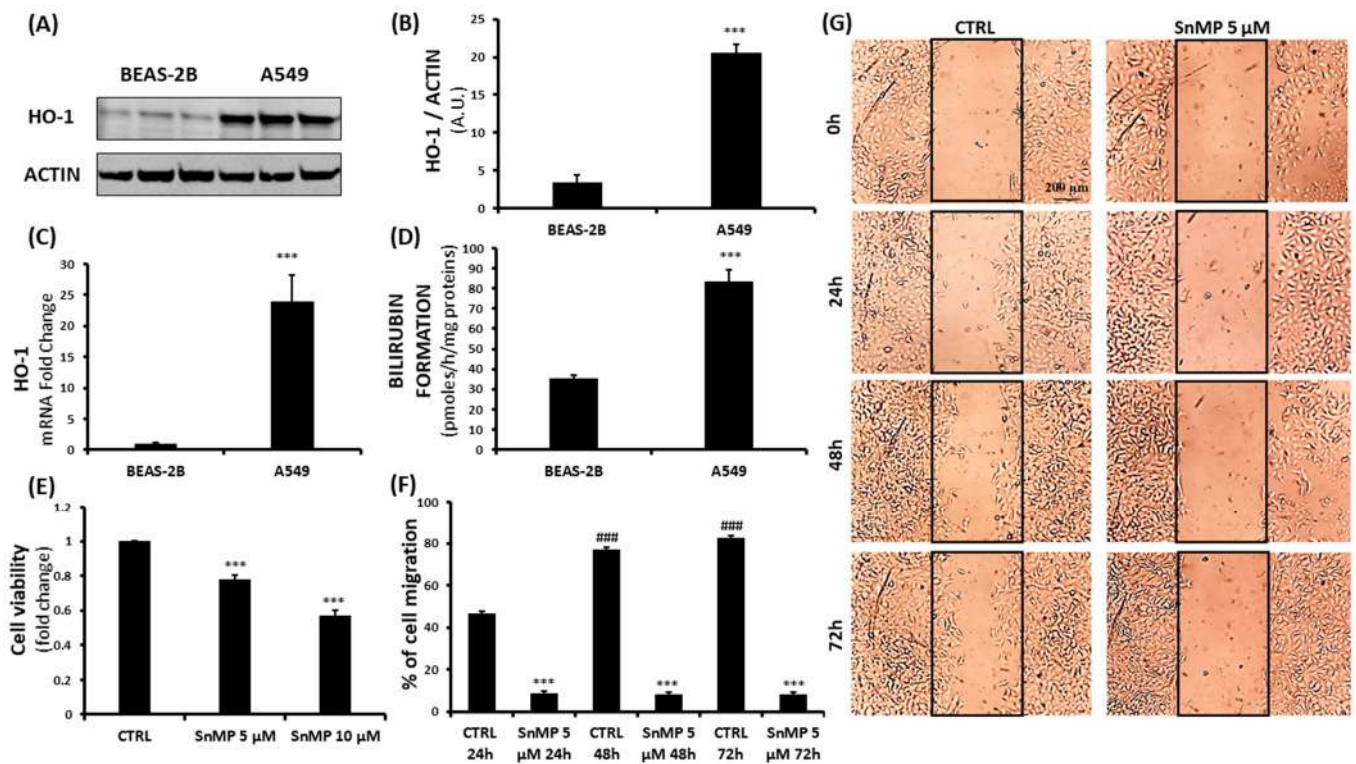 (A)
BEAS-2B A549
HO-1
ACTIN
(B)
HO-1 / ACTIN
(A.U.)
25
20
15
10
5
0
BEAS-2B A549
***
(C)
HO-1
mRNA Fold Change
30
25
20
15
10
5
0
BEAS-2B A549
***
(D)
BILIRUBIN
FORMATION
(pmoles/h/mg proteins)
100
90
80
70
60
50
40
30
20
10
0
BEAS-2B A549
***
(E)
Cell viability
(fold change)
1.2
1
0.8
0.6
0.4
0.2
0
***
***
CTRL SnMP 5 µM SnMP 10 µM
(F)
% of cell migration
100
80
60
40
20
0
***
###
***
###
***
CTRL SnMP 5 CTRL SnMP 5 CTRL SnMP 5
24h µM 24h 48h µM 48h 72h µM 72h
(G)
CTRL SnMP 5 µM
0h
200 µm
24h
48h
72h